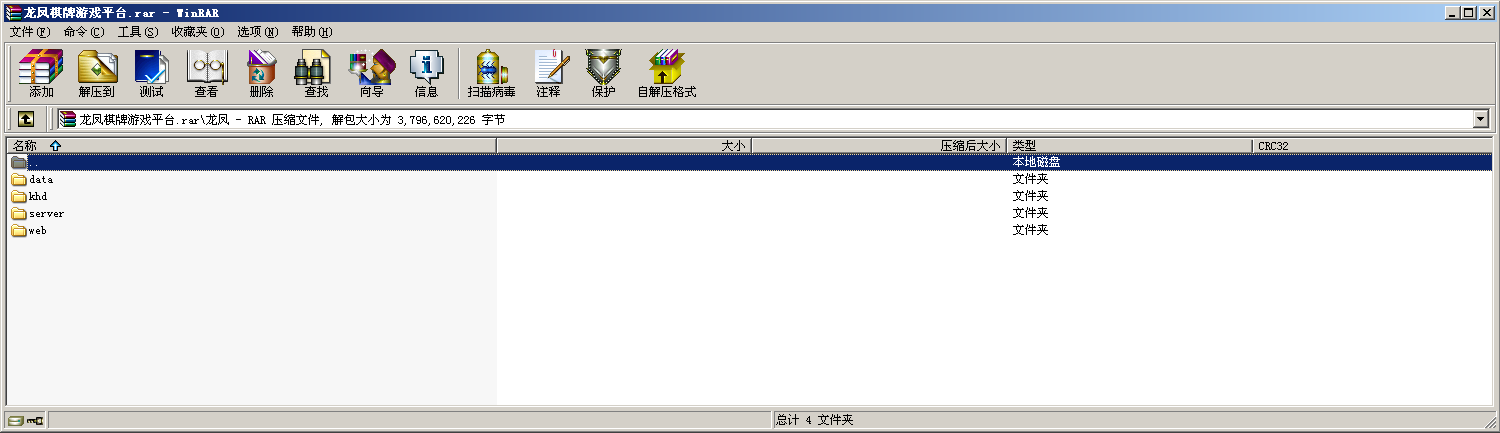 龙凤棋牌游戏平台.rar - WinRAR
文件(F) 命令(C) 工具(S) 收藏夹(O) 选项(N) 帮助(H)
添加 解压到 测试 查看 删除 查找 向导 信息 扫描病毒 注释 保护 自解压格式
龙凤棋牌游戏平台.rar\龙凤 - RAR 压缩文件, 解包大小为 3,796,620,226 字节
名称 大小 压缩后大小 类型 CRC32
.. 本地磁盘
data 文件夹
khd 文件夹
server 文件夹
web 文件夹
总计 4 文件夹